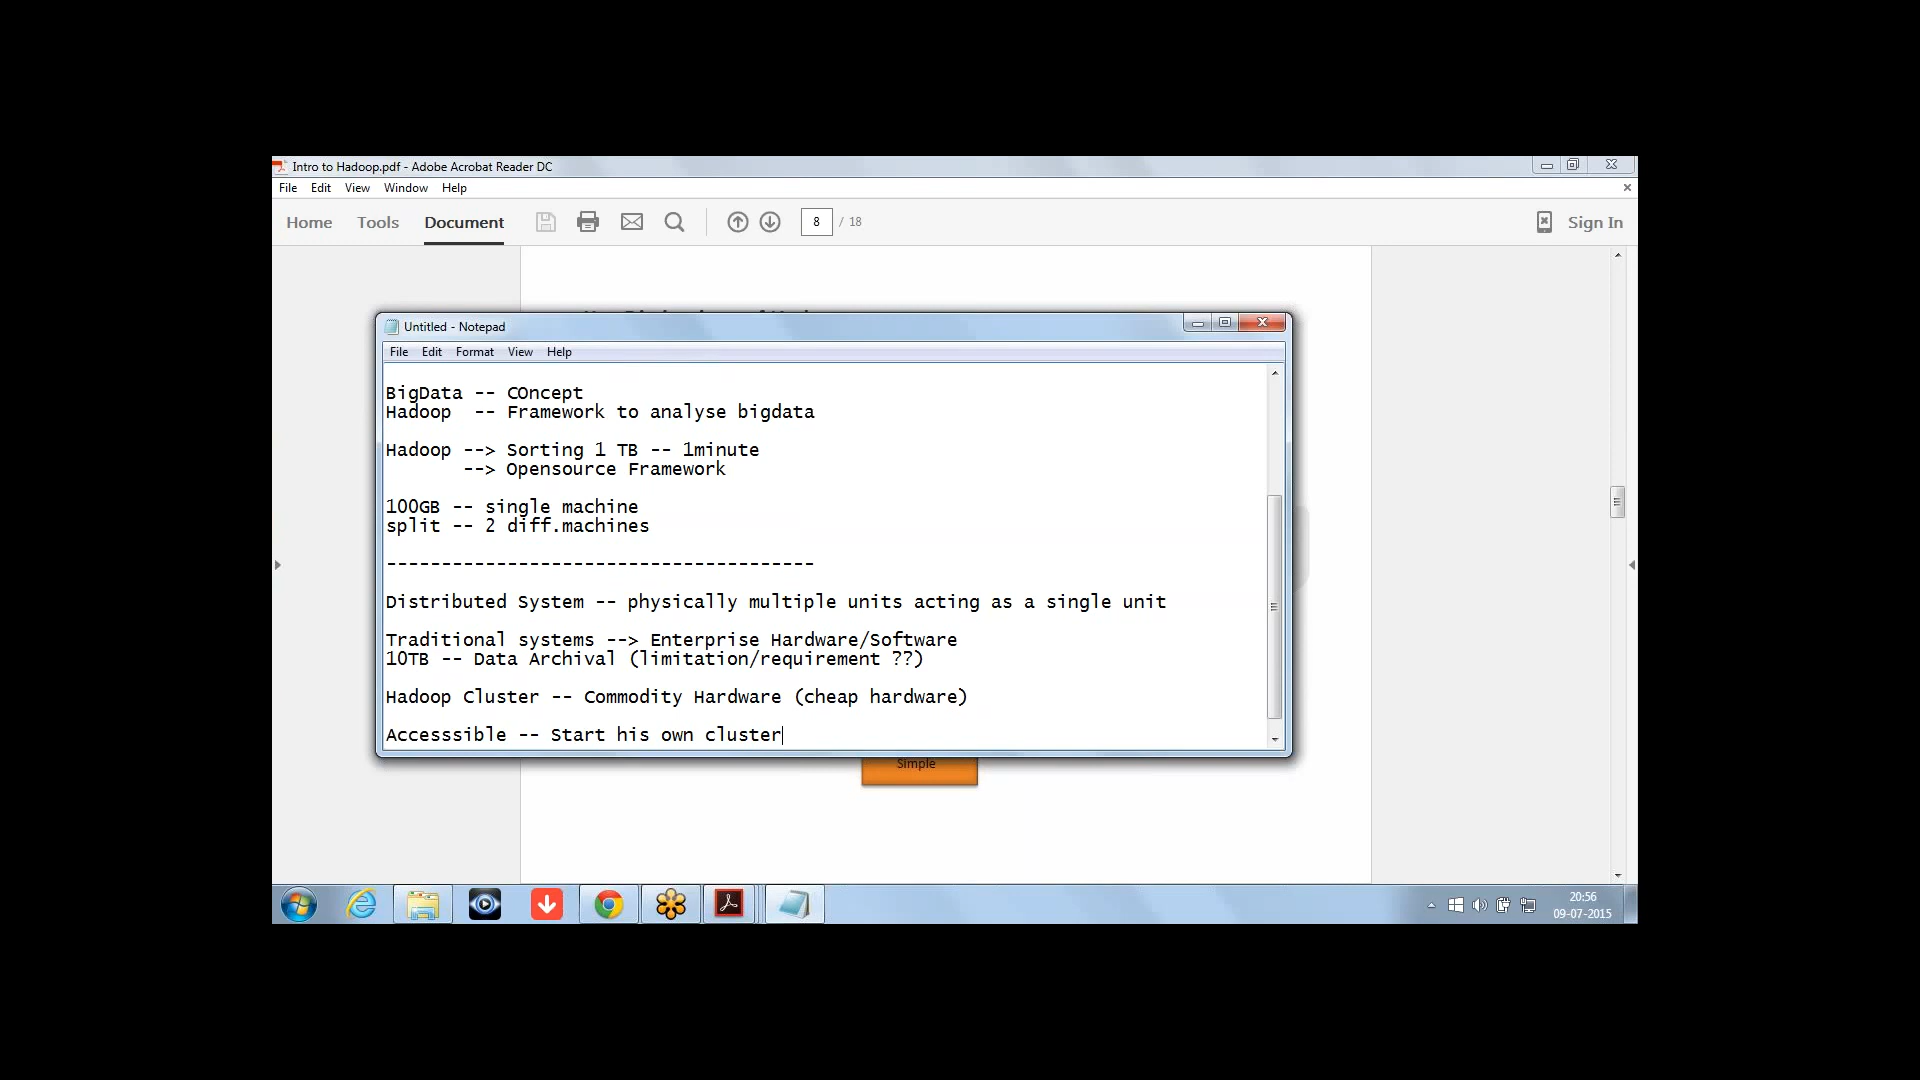 Intro to Hadoop.pdf - Adobe Acrobat Reader DC
File Edit View Window Help
Home Tools Document 8 / 18 Sign In
Untitled - Notepad
File Edit Format View Help
BigData -- COncept
Hadoop  -- Framework to analyse bigdata
Hadoop --> Sorting 1 TB -- 1minute
--> Opensource Framework
100GB -- single machine
split -- 2 diff.machines
---------------------------------------
Distributed System -- physically multiple units acting as a single unit
Traditional systems --> Enterprise Hardware/Software
10TB -- Data Archival (limitation/requirement ??)
Hadoop Cluster -- Commodity Hardware (cheap hardware)
Accesssible -- Start his own cluster
Simple
20:56
09-07-2015